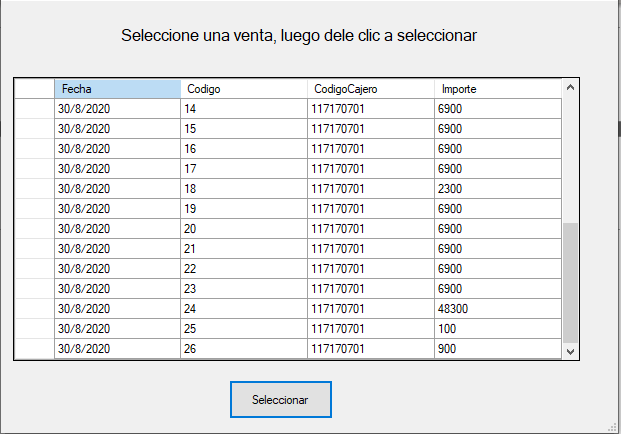 Seleccione una venta, luego dele clic a seleccionar
Fecha Codigo CodigoCajero Importe
30/8/2020 14 117170701 6900
30/8/2020 15 117170701 6900
30/8/2020 16 117170701 6900
30/8/2020 17 117170701 6900
30/8/2020 18 117170701 2300
30/8/2020 19 117170701 6900
30/8/2020 20 117170701 6900
30/8/2020 21 117170701 6900
30/8/2020 22 117170701 6900
30/8/2020 23 117170701 6900
30/8/2020 24 117170701 48300
30/8/2020 25 117170701 100
30/8/2020 26 117170701 900
Seleccionar